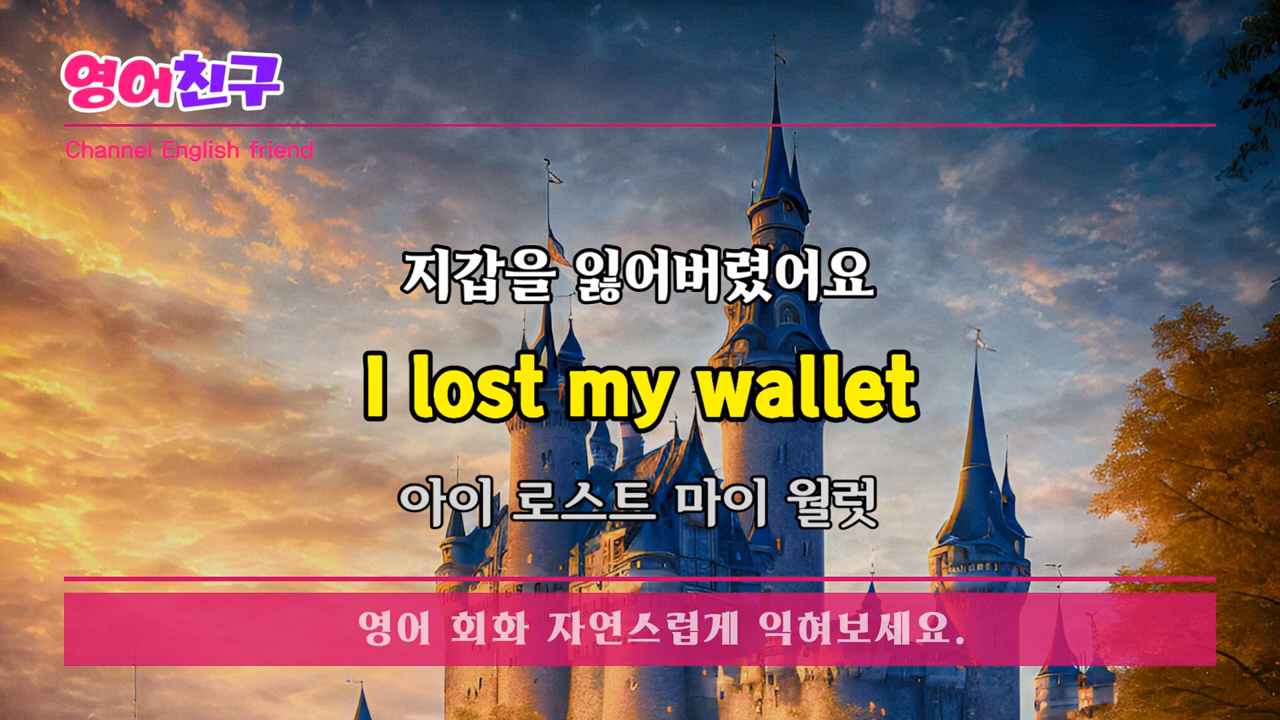 영어친구
Channel English friend
지갑을 잃어버렸어요
I lost my wallet
아이 로스트 마이 월럿
영어 회화 자연스럽게 익혀보세요.